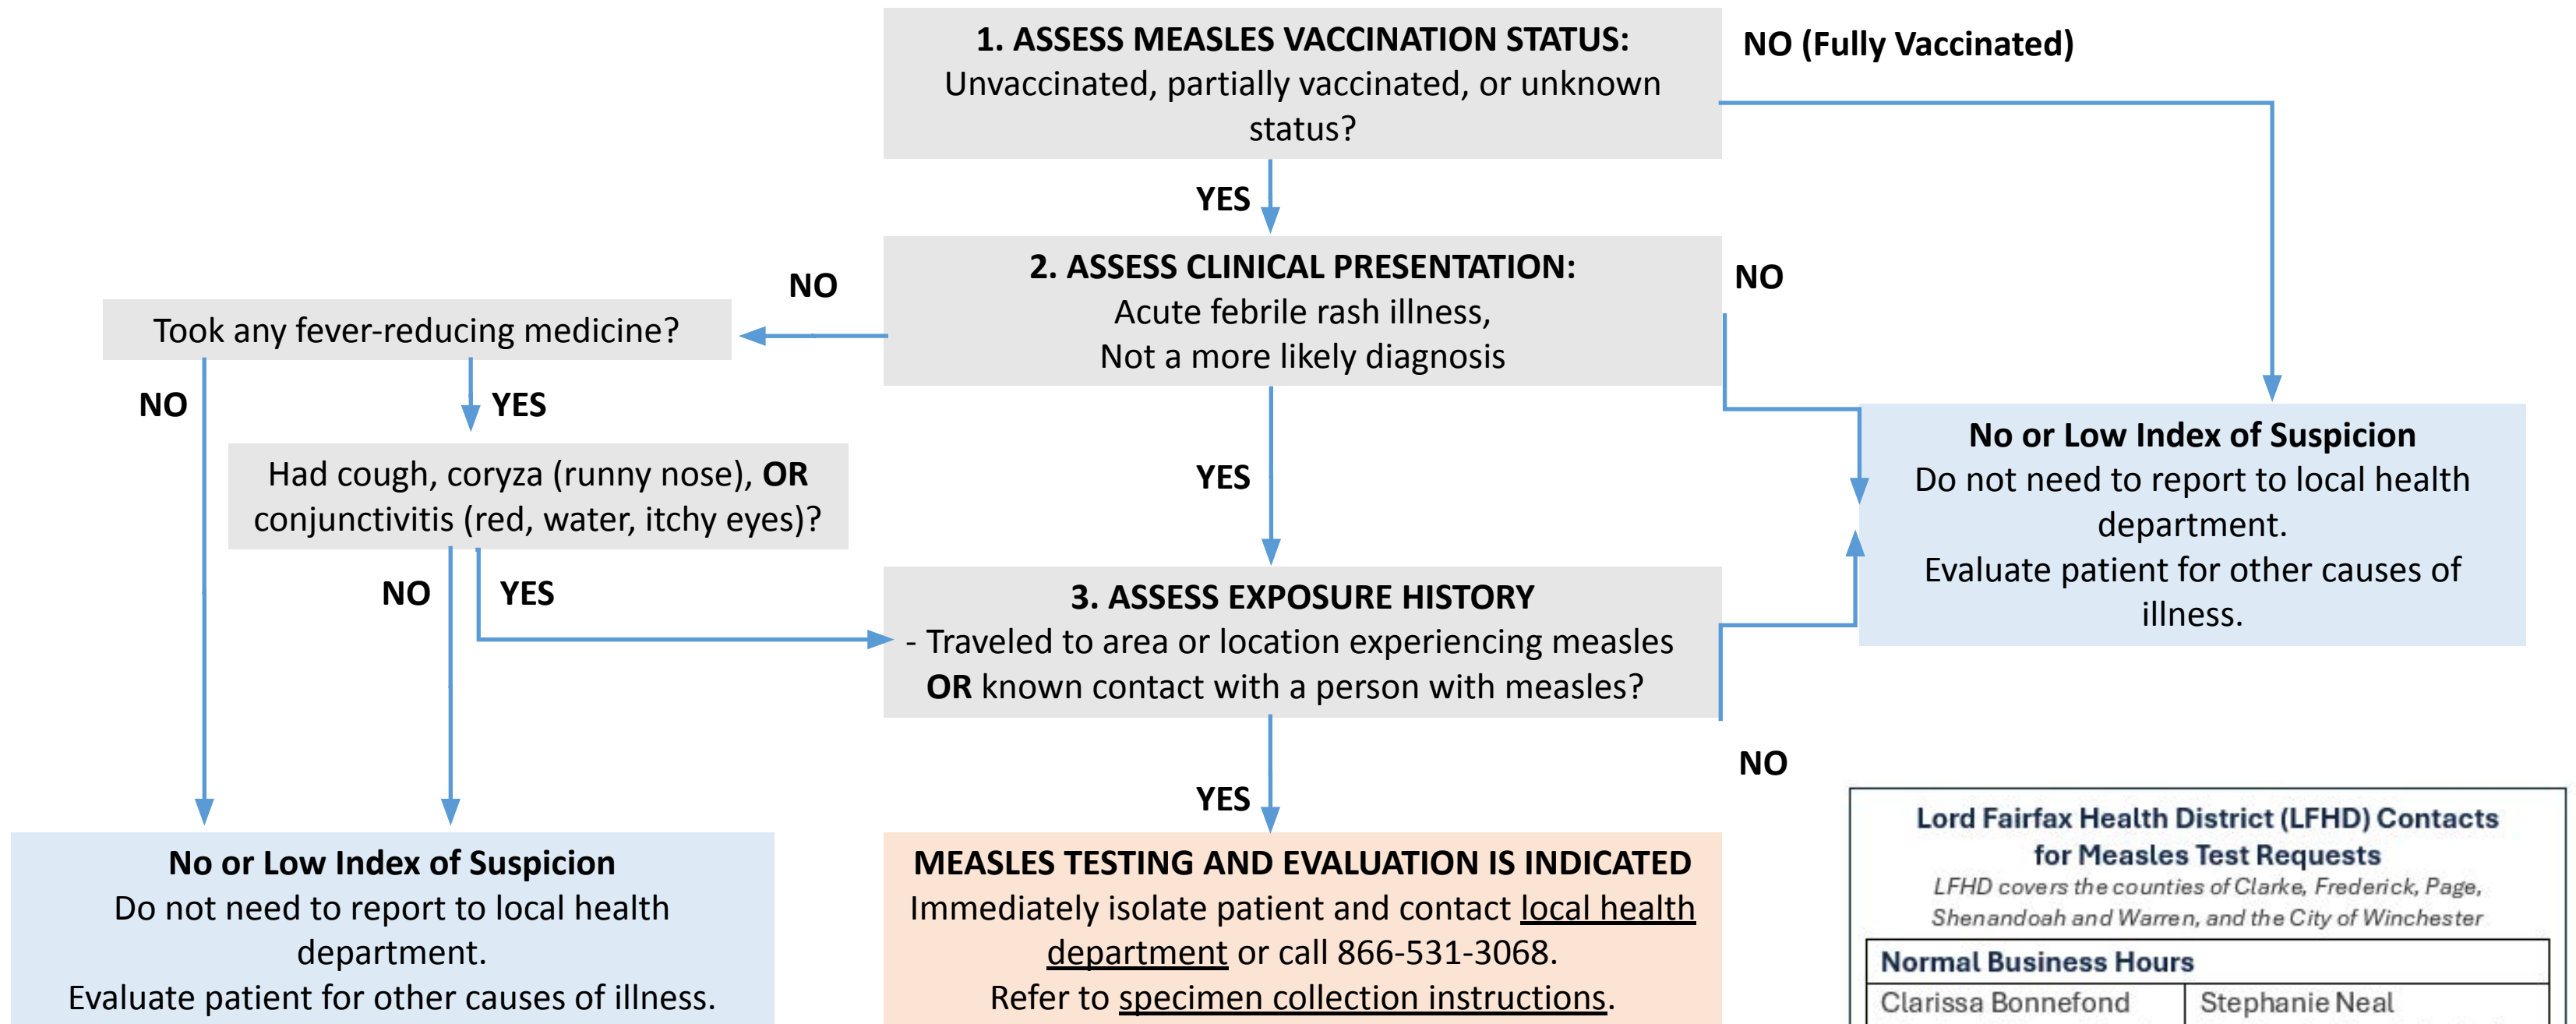 1. ASSESS MEASLES VACCINATION STATUS:
Unvaccinated, partially vaccinated, or unknown
status?
NO (Fully Vaccinated)
YES
2. ASSESS CLINICAL PRESENTATION:
Acute febrile rash illness,
Not a more likely diagnosis
NO
NO
Took any fever-reducing medicine?
NO
YES
Had cough, coryza (runny nose), OR
conjunctivitis (red, water, itchy eyes)?
NO
YES
YES
3. ASSESS EXPOSURE HISTORY
- Traveled to area or location experiencing measles
OR known contact with a person with measles?
No or Low Index of Suspicion
Do not need to report to local health
department.
Evaluate patient for other causes of
illness.
NO
YES
No or Low Index of Suspicion
Do not need to report to local health
department.
Evaluate patient for other causes of illness.
MEASLES TESTING AND EVALUATION IS INDICATED
Immediately isolate patient and contact local health
department or call 866-531-3068.
Refer to specimen collection instructions.
Lord Fairfax Health District (LFHD) Contacts
for Measles Test Requests
LFHD covers the counties of Clarke, Frederick, Page,
Shenandoah and Warren, and the City of Winchester
Normal Business Hours
Clarissa Bonnefond
Stephanie Neal